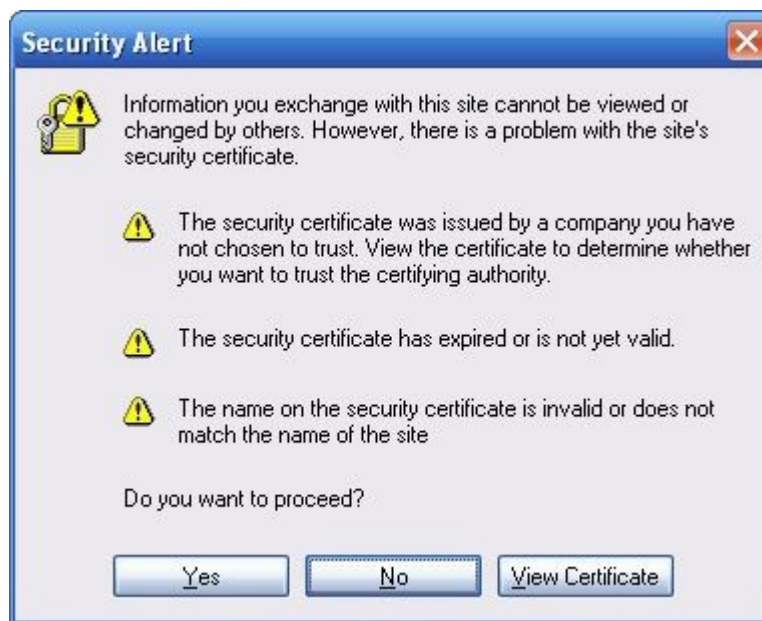 Security Alert
Information you exchange with this site cannot be viewed or
changed by others. However, there is a problem with the site's
security certificate.
The security certificate was issued by a company you have
not chosen to trust. View the certificate to determine whether
you want to trust the certifying authority.
The security certificate has expired or is not yet valid.
The name on the security certificate is invalid or does not
match the name of the site
Do you want to proceed?
Yes No View Certificate